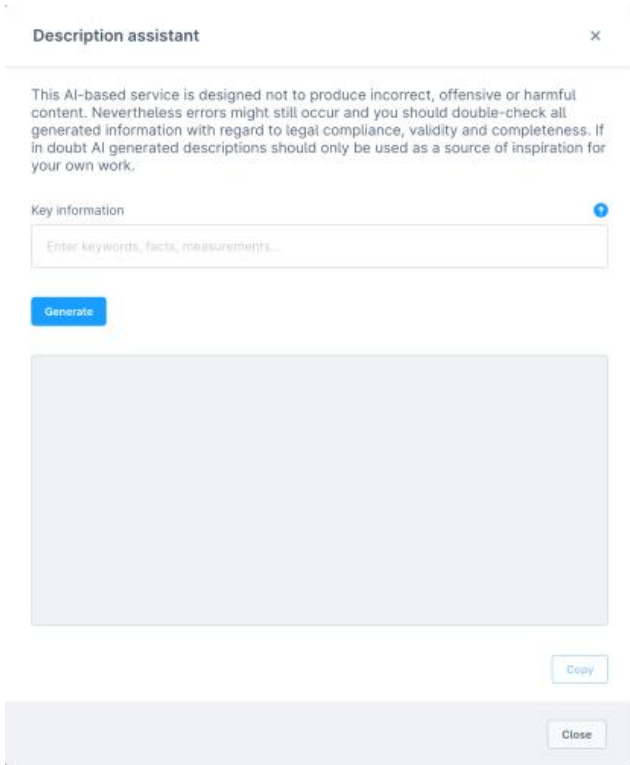 Description assistant
This AI-based service is designed not to produce incorrect, offensive or harmful
content. Nevertheless errors might still occur and you should double-check all
generated information with regard to legal compliance, validity and completeness. If
in doubt AI generated descriptions should only be used as a source of inspiration for
your own work.
Key information
Enter keywords, facts, measurements...
Generate
Copy
Close